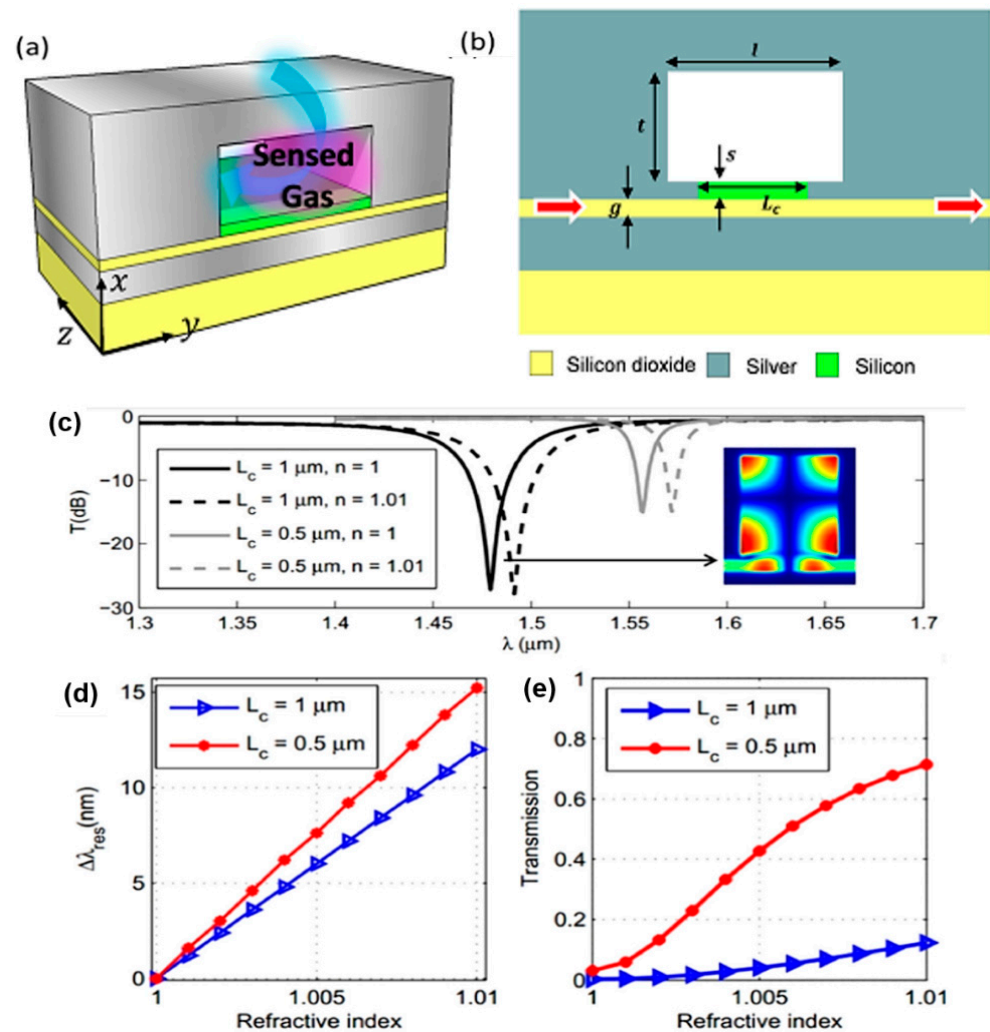 (a)
Sensed
Gas
x
z
y
(b)
l
t
s
g
L_c
Silicon dioxide
Silver
Silicon
(c)
0
−10
−20
−30
T(dB)
L_c = 1 μm, n = 1
L_c = 1 μm, n = 1.01
L_c = 0.5 μm, n = 1
L_c = 0.5 μm, n = 1.01
1.3 1.35 1.4 1.45 1.5 1.55 1.6 1.65 1.7
λ (μm)
(d)
15
10
5
0
Δλ_res(nm)
L_c = 1 μm
L_c = 0.5 μm
1 1.005 1.01
Refractive index
(e)
1
0.8
0.6
0.4
0.2
0
Transmission
L_c = 1 μm
L_c = 0.5 μm
1 1.005 1.01
Refractive index